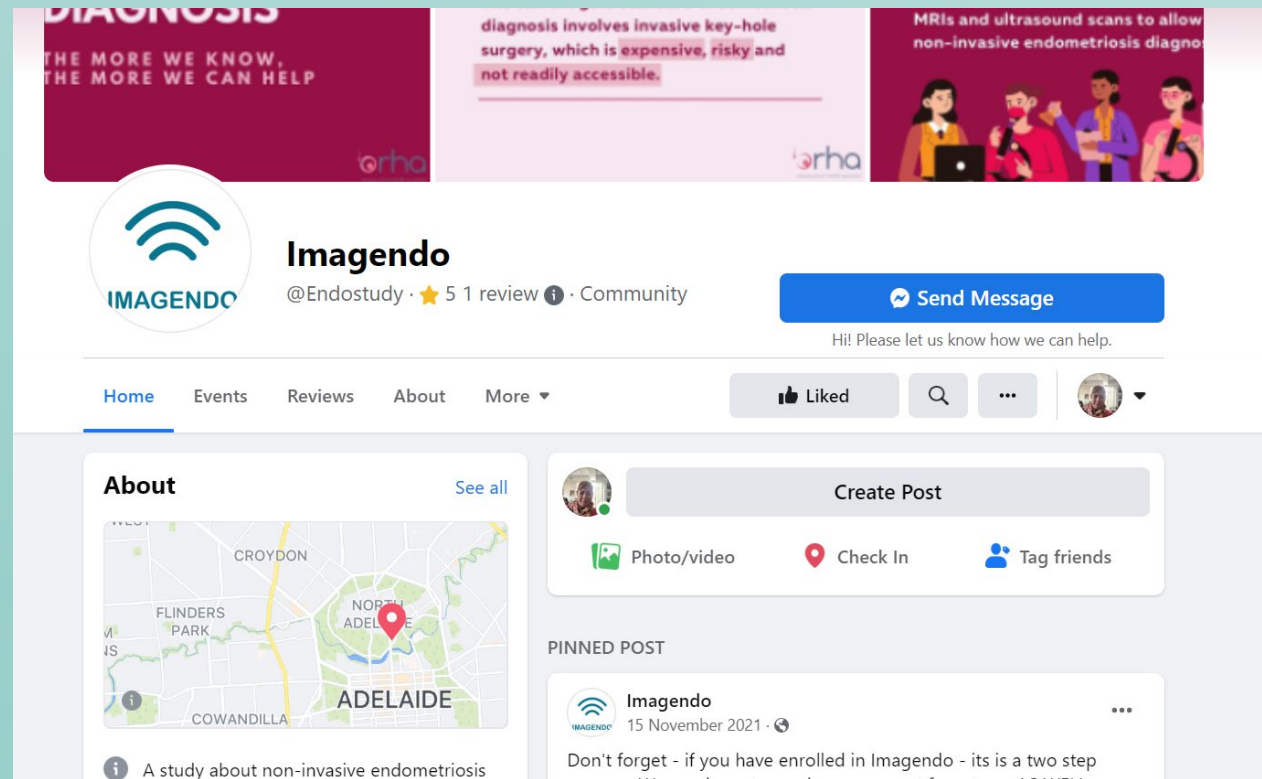 DIAGNOSIS
THE MORE WE KNOW,
THE MORE WE CAN HELP
orha
diagnosis involves invasive key-hole
surgery, which is expensive, risky and
not readily accessible.
orha
MRIs and ultrasound scans to allow
non-invasive endometriosis
IMAGENDO
Imagendo
@Endostudy · 5 1 review · Community
Send Message
Hi! Please let us know how we can help.
Home Events Reviews About More
Liked
About
See all
CROYDON
FLINDERS
PARK
NORTH
ADELAIDE
COWANDILLA
A study about non-invasive endometriosis
Create Post
Photo/video Check In Tag friends
PINNED POST
IMAGENDO
Imagendo
15 November 2021 ·
Don't forget - if you have enrolled in Imagendo - its is a two step